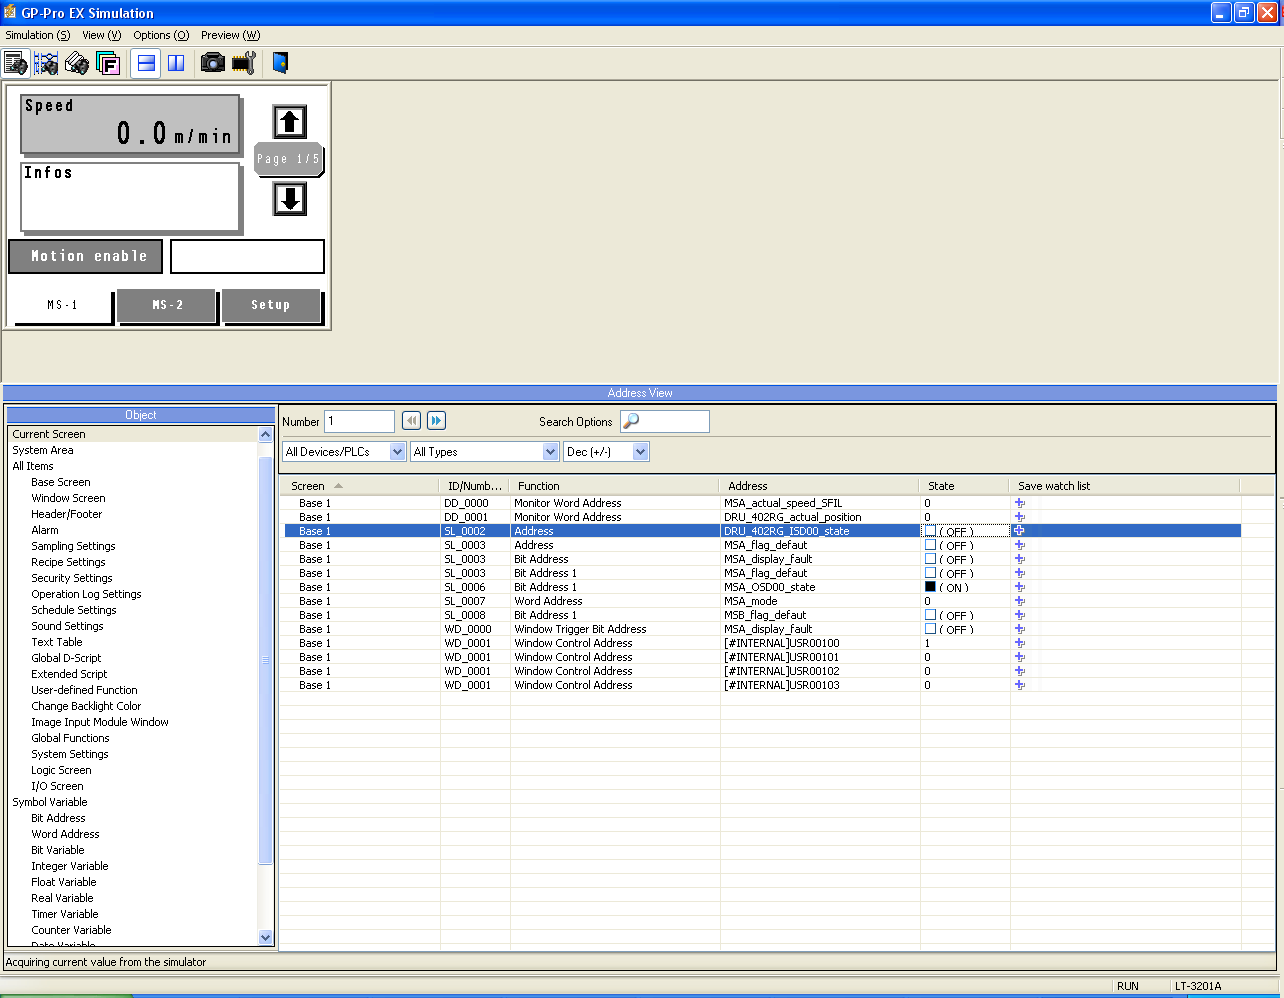 GP-Pro EX Simulation
Simulation (S) View (V) Options (O) Preview (W)
F
Speed
0.0 m/min
Page 1/5
Infos
Motion enable
MS-1 MS-2 Setup
Address View
Object
Current Screen
System Area
All Items
Base Screen
Window Screen
Header/Footer
Alarm
Sampling Settings
Recipe Settings
Security Settings
Operation Log Settings
Schedule Settings
Sound Settings
Text Table
Global D-Script
Extended Script
User-defined Function
Change Backlight Color
Image Input Module Window
Global Functions
System Settings
Logic Screen
I/O Screen
Symbol Variable
Bit Address
Word Address
Bit Variable
Integer Variable
Float Variable
Real Variable
Timer Variable
Counter Variable
Date Variable
Number 1 Search Options
All Devices/PLCs All Types Dec (+/-)
Screen ID/Numb... Function Address State Save watch list
Base 1 DD_0000 Monitor Word Address MSA_actual_speed_SFIL 0
Base 1 DD_0001 Monitor Word Address DRU_402RG_actual_position 0
Base 1 SL_0002 Address DRU_402RG_ISD00_state ( OFF )
Base 1 SL_0003 Address MSA_flag_defaut ( OFF )
Base 1 SL_0003 Bit Address MSA_display_fault ( OFF )
Base 1 SL_0003 Bit Address 1 MSA_flag_defaut ( OFF )
Base 1 SL_0006 Bit Address 1 MSA_OSD00_state ( ON )
Base 1 SL_0007 Word Address MSA_mode 0
Base 1 SL_0008 Bit Address 1 MSB_flag_defaut ( OFF )
Base 1 WD_0000 Window Trigger Bit Address MSA_display_fault ( OFF )
Base 1 WD_0001 Window Control Address [#INTERNAL]USR00100 1
Base 1 WD_0001 Window Control Address [#INTERNAL]USR00101 0
Base 1 WD_0001 Window Control Address [#INTERNAL]USR00102 0
Base 1 WD_0001 Window Control Address [#INTERNAL]USR00103 0
Acquiring current value from the simulator
RUN LT-3201A